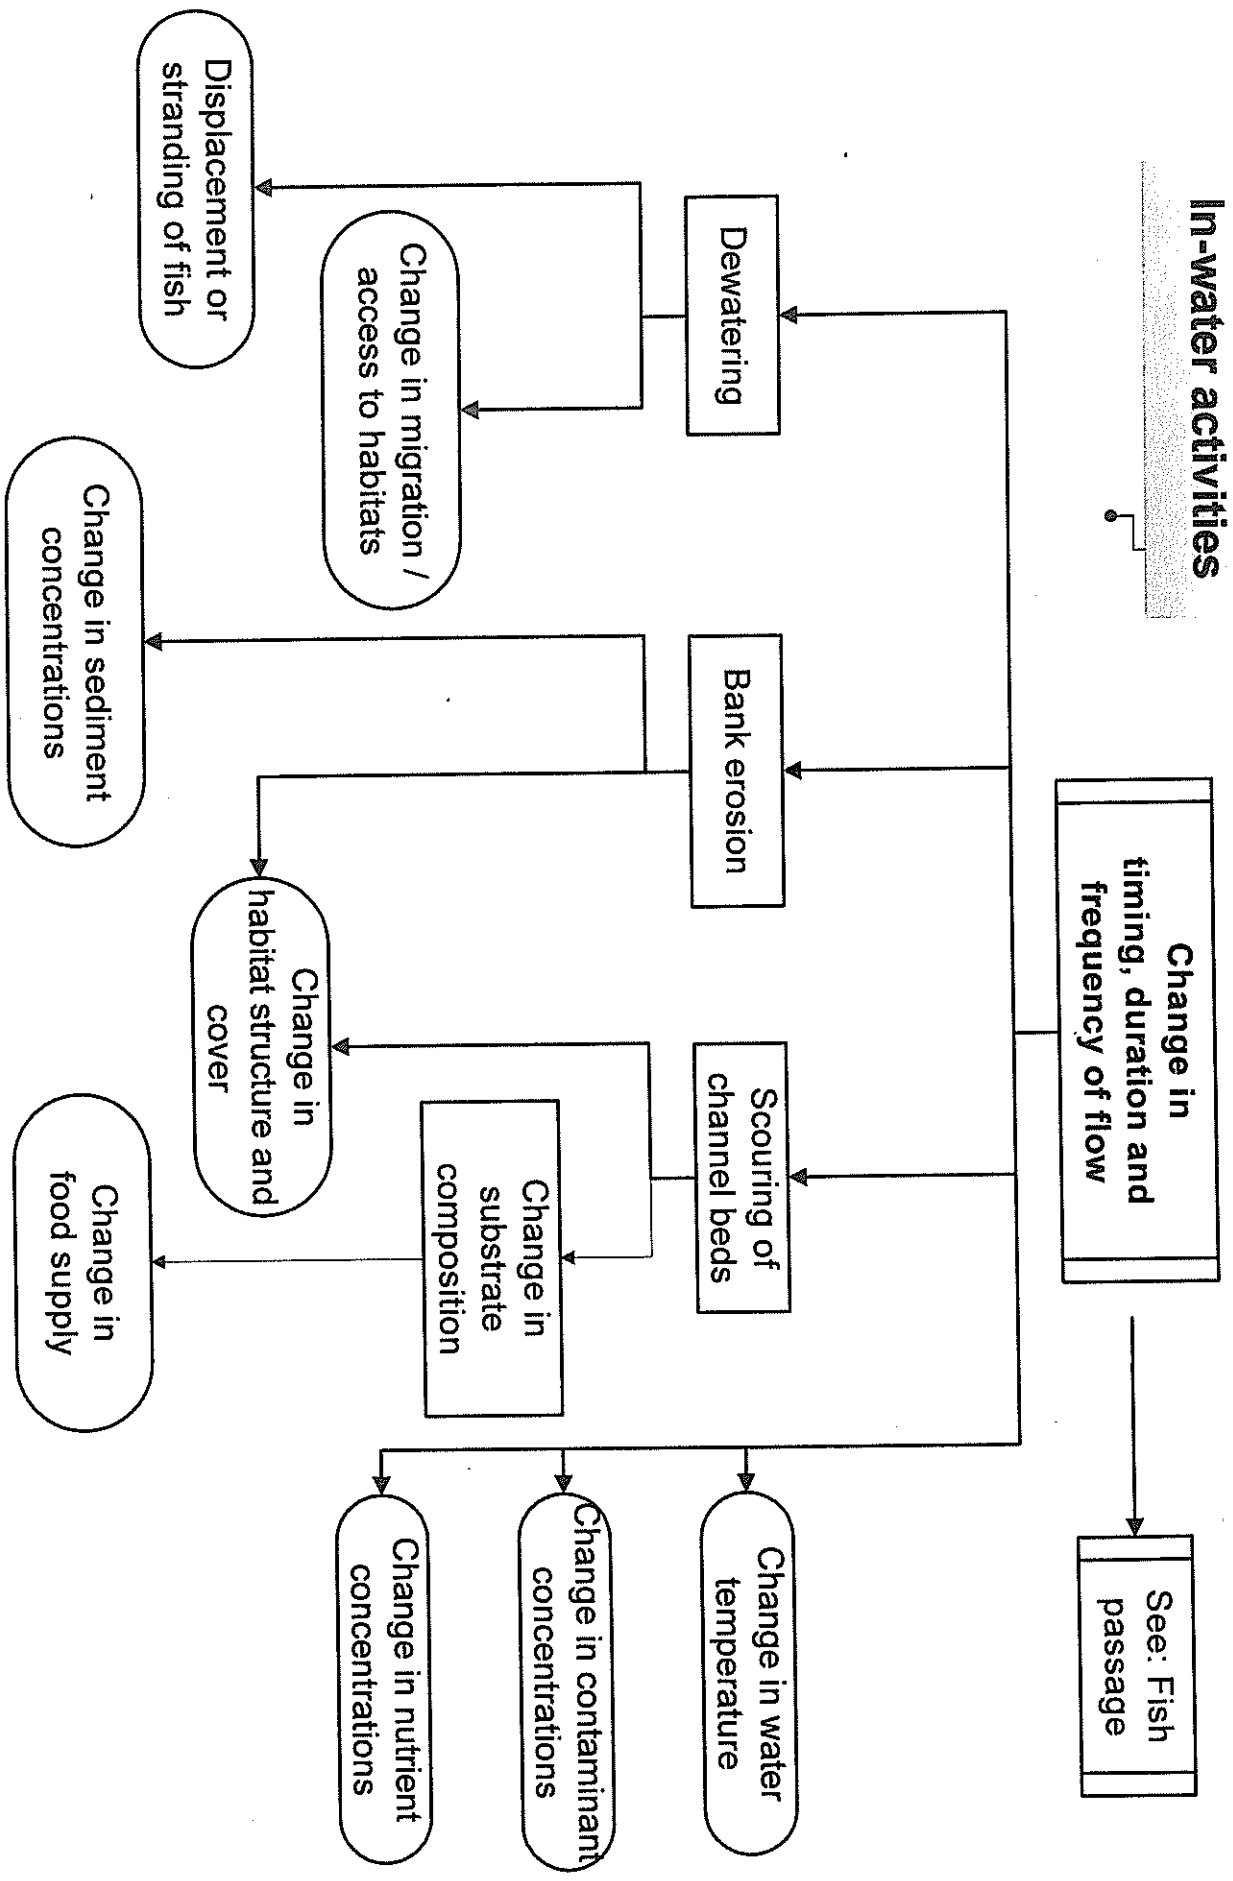 In-water activities
Change in
timing, duration and
frequency of flow
See: Fish
passage
Dewatering
Bank erosion
Scouring of
channel beds
Change in water
temperature
Change in substrate
composition
Change in contaminant
concentrations
Change in migration /
access to habitats
Change in nutrient
concentrations
Displacement or
stranding of fish
Change in
habitat structure and
cover
Change in sediment
concentrations
Change in
food supply